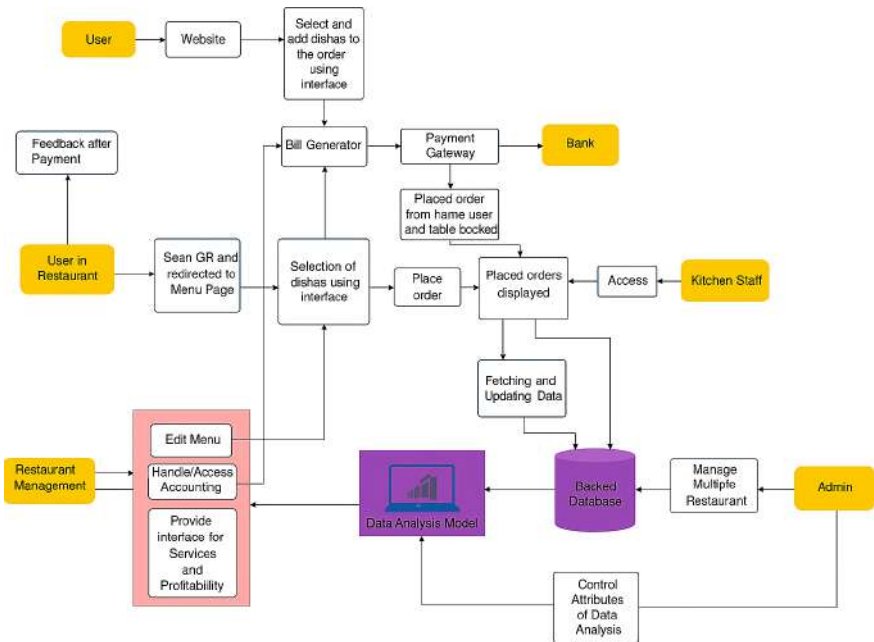 User
Website
Select and
add dishas to
the order
using
interface
Feedback after
Payment
Bill Generator
Payment
Gateway
Bank
Placed order
from hame user
and table bocked
User in
Restaurant
Sean GR and
redirected to
Menu Page
Selection of
dishas using
interface
Place
order
Placed orders
displayed
Access
Kitchen Staff
Fetching and
Updating Data
Restaurant
Management
Edit Menu
Handle/Access
Accounting
Provide
interface for
Services
and
Profitability
Data Analysis Model
Backed
Database
Manage
Multipfe
Restaurant
Admin
Control
Attributes
of Data
Analysis